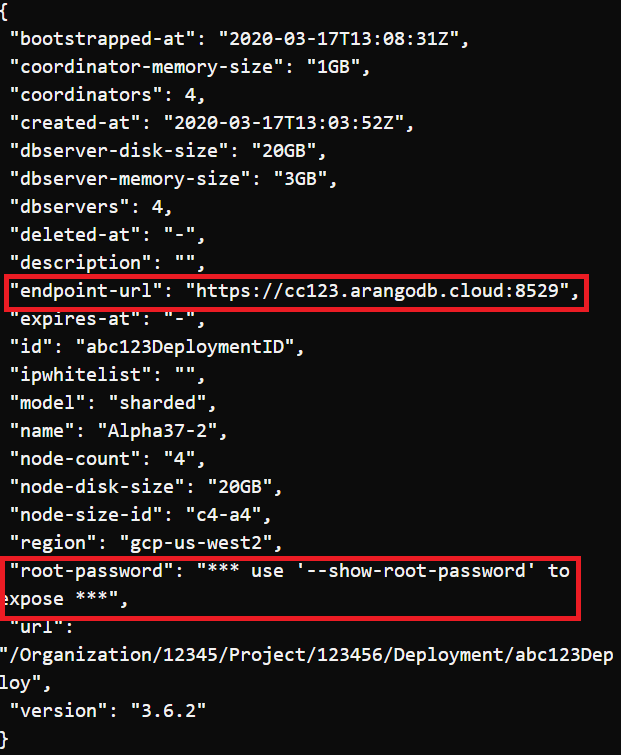 {
"bootstrapped-at": "2020-03-17T13:08:31Z",
"coordinator-memory-size": "1GB",
"coordinators": 4,
"created-at": "2020-03-17T13:03:52Z",
"dbserver-disk-size": "20GB",
"dbserver-memory-size": "3GB",
"dbservers": 4,
"deleted-at": "-",
"description": "",
"endpoint-url": "https://cc123.arangodb.cloud:8529",
"expires-at": "-",
"id": "abc123DeploymentID",
"ipwhitelist": "",
"model": "sharded",
"name": "Alpha37-2",
"node-count": "4",
"node-disk-size": "20GB",
"node-size-id": "c4-a4",
"region": "gcp-us-west2",
"root-password": "*** use '--show-root-password' to
expose ***",
"url":
"/Organization/12345/Project/123456/Deployment/abc123Dep
loy",
"version": "3.6.2"
}